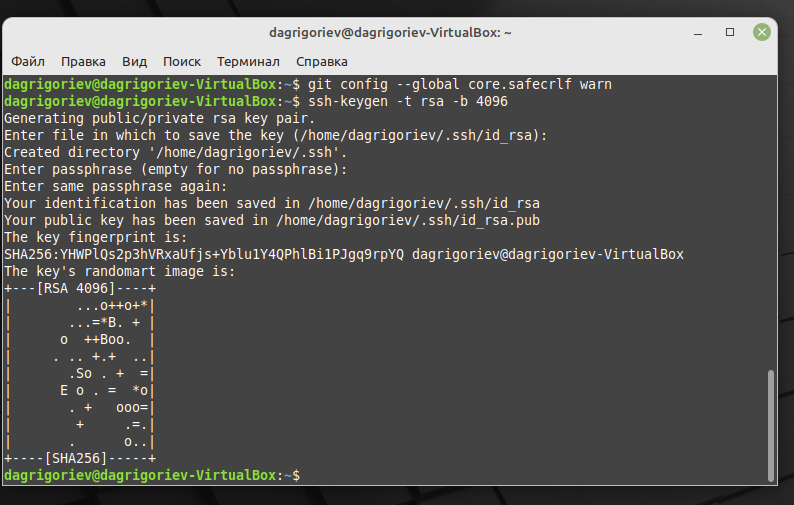 dagrigoriev@dagrigoriev-VirtualBox: ~
Файл Правка Вид Поиск Терминал Справка
dagrigoriev@dagrigoriev-VirtualBox:~$ git config --global core.safecrlf warn
dagrigoriev@dagrigoriev-VirtualBox:~$ ssh-keygen -t rsa -b 4096
Generating public/private rsa key pair.
Enter file in which to save the key (/home/dagrigoriev/.ssh/id_rsa):
Created directory '/home/dagrigoriev/.ssh'.
Enter passphrase (empty for no passphrase):
Enter same passphrase again:
Your identification has been saved in /home/dagrigoriev/.ssh/id_rsa
Your public key has been saved in /home/dagrigoriev/.ssh/id_rsa.pub
The key fingerprint is:
SHA256:YHWPlQs2p3hVRxaUfjs+Yblu1Y4QPhlBi1PJgq9rpYQ dagrigoriev@dagrigoriev-VirtualBox
The key's randomart image is:
+---[RSA 4096]----+
|        ...o++o+*|
|       ...=*B. + |
|      o  ++Boo.  |
|     . .. +.+  ..|
|       .So . +  =|
|      E o . =  *o|
|       . +   ooo=|
|        +     .=.|
|       .      o..|
+----[SHA256]-----+
dagrigoriev@dagrigoriev-VirtualBox:~$